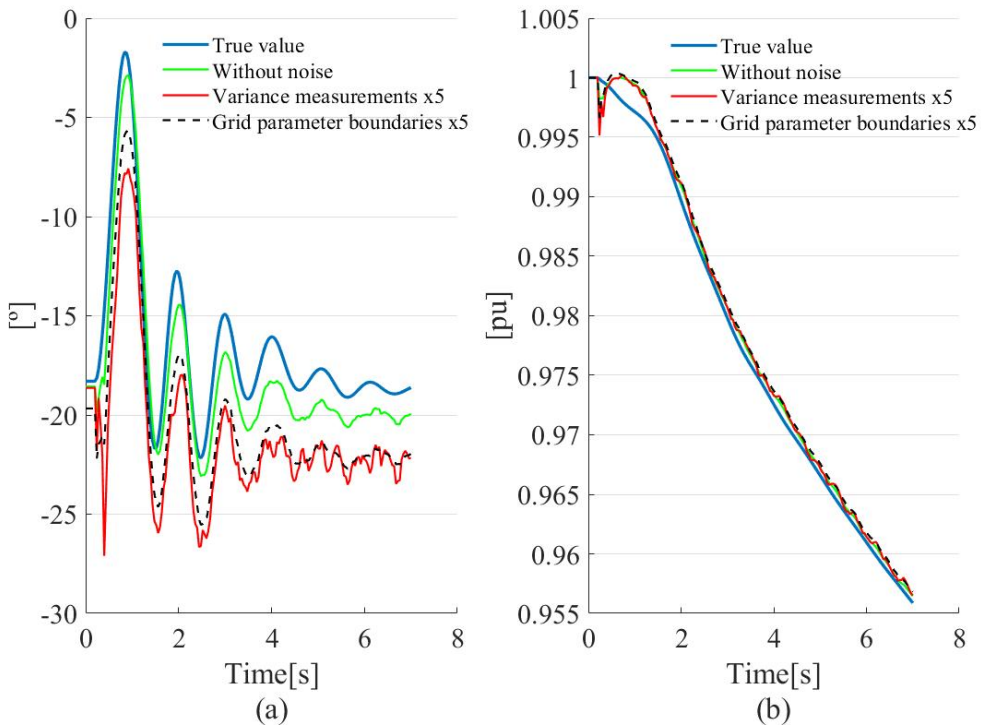 0
-5
-10
-15
-20
-25
-30
[º]
0
2
4
6
8
Time[s]
(a)
True value
Without noise
Variance measurements x5
Grid parameter boundaries x5
1.005
1
0.995
0.99
0.985
0.98
0.975
0.97
0.965
0.96
0.955
[pu]
0
2
4
6
8
Time[s]
(b)
True value
Without noise
Variance measurements x5
Grid parameter boundaries x5